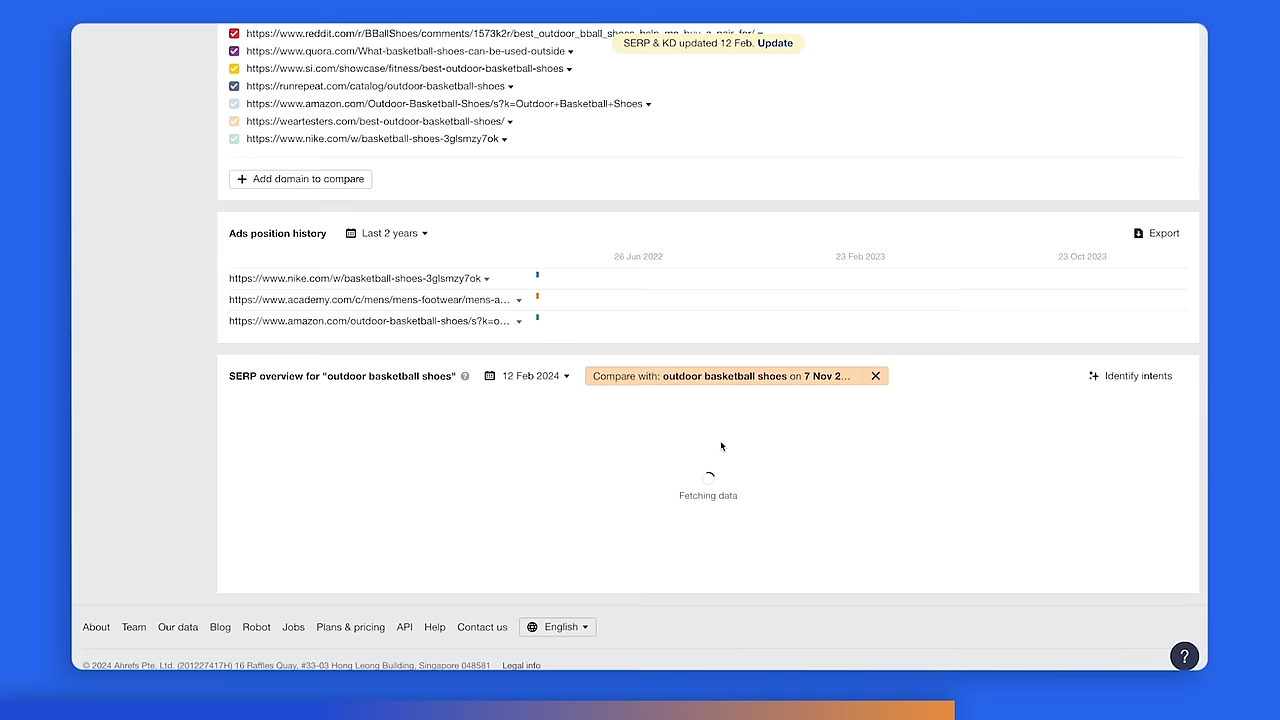 https://www.reddit.com/r/BBallShoes/comments/1573k2r/best_outdoor_bball_shoes_help_me_buy_a_pair_for/
SERP & KD updated 12 Feb. Update
https://www.quora.com/What-basketball-shoes-can-be-used-outside
https://www.si.com/showcase/fitness/best-outdoor-basketball-shoes
https://runrepeat.com/catalog/outdoor-basketball-shoes
https://www.amazon.com/Outdoor-Basketball-Shoes/s?k=Outdoor+Basketball+Shoes
https://weartesters.com/best-outdoor-basketball-shoes/
https://www.nike.com/w/basketball-shoes-3glsmzy7ok
+ Add domain to compare
Ads position history Last 2 years Export
26 Jun 2022 23 Feb 2023 23 Oct 2023
https://www.nike.com/w/basketball-shoes-3glsmzy7ok
https://www.academy.com/c/mens/mens-footwear/mens-a...
https://www.amazon.com/outdoor-basketball-shoes/s?k=o...
SERP overview for "outdoor basketball shoes" ? 12 Feb 2024 Compare with: outdoor basketball shoes on 7 Nov 2... Identify intents
Fetching data
About Team Our data Blog Robot Jobs Plans & pricing API Help Contact us English
© 2024 Ahrefs Pte. Ltd. (201227417H) 16 Raffles Quay, #33-03 Hong Leong Building, Singapore 048581 Legal info
?